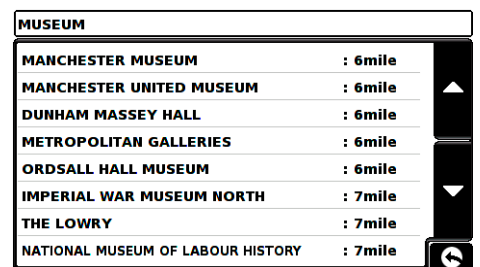 MUSEUM
MANCHESTER MUSEUM : 6mile
MANCHESTER UNITED MUSEUM : 6mile
DUNHAM MASSEY HALL : 6mile
METROPOLITAN GALLERIES : 6mile
ORDSALL HALL MUSEUM : 6mile
IMPERIAL WAR MUSEUM NORTH : 7mile
THE LOWRY : 7mile
NATIONAL MUSEUM OF LABOUR HISTORY : 7mile